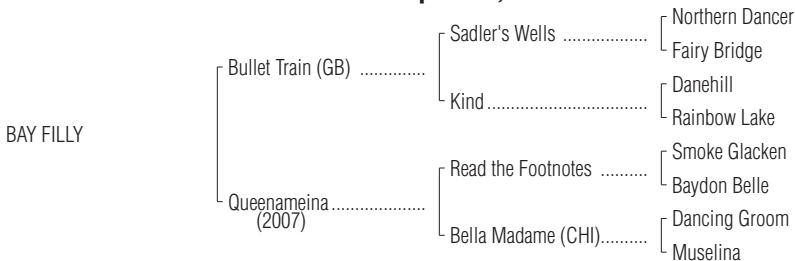 Northern Dancer
Sadler's Wells ..................
Fairy Bridge
Bullet Train (GB) ..............
Danehill
Kind..................................
Rainbow Lake
BAY FILLY
Smoke Glacken
Read the Footnotes ..........
Baydon Belle
Queenameina....................
(2007)
Dancing Groom
Bella Madame (CHI)..........
Muselina